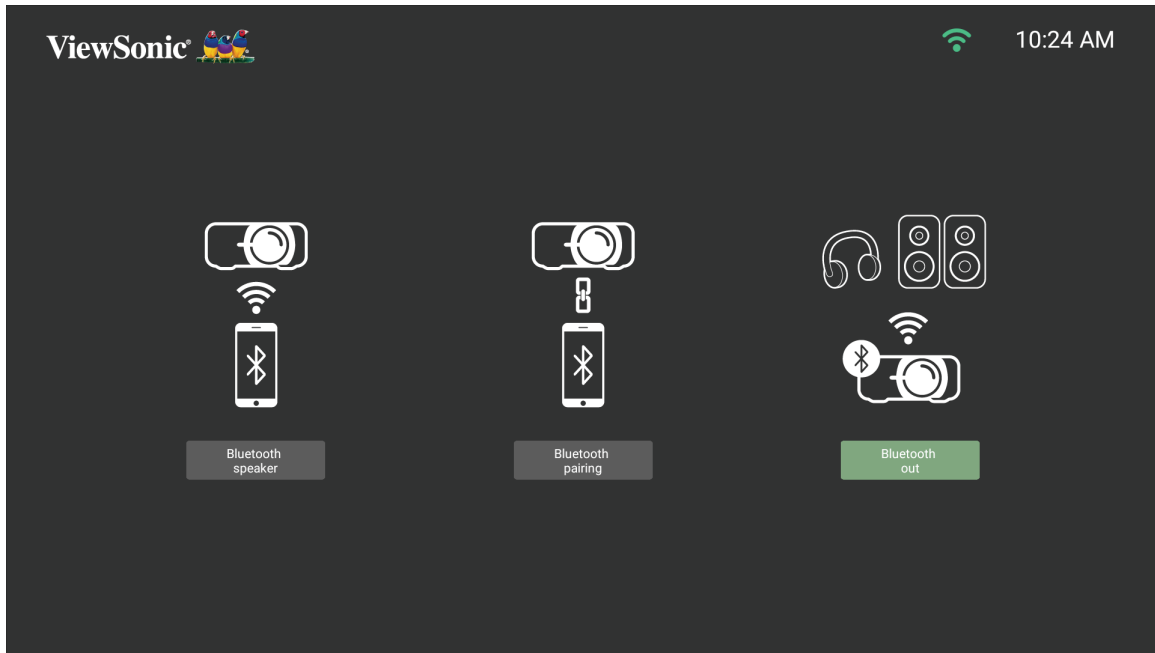 ViewSonic®
10:24 AM
Bluetooth
speaker
Bluetooth
pairing
Bluetooth
out